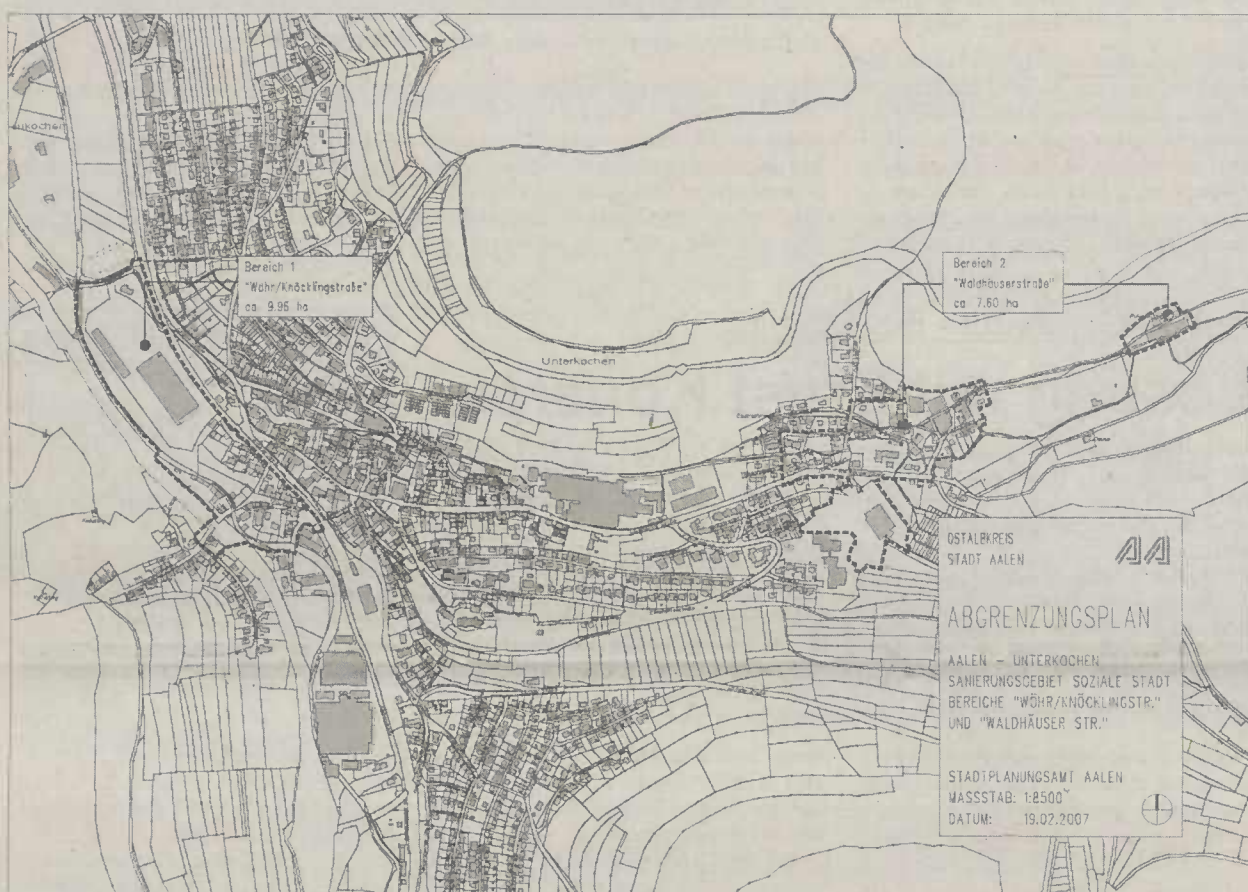 Bereich 1
"Wöhr/Knöcklingstraße"
ca. 9.96 ha
Bereich 2
"Waldhäuserstraße"
ca. 7.60 ha
Unterkochen
OSTALBKREIS
STADT AALEN
AA
ABGRENZUNGSPLAN
AALEN - UNTERKOCHEN
SANIERUNGSGEBIET SOZIALE STADT
BEREICHE "WÖHR/KNÖCKLINGSTR."
UND "WALDHÄUSER STR."
STADTPLANUNGSAMT AALEN
MASSSTAB: 1:8500
DATUM: 19.02.2007